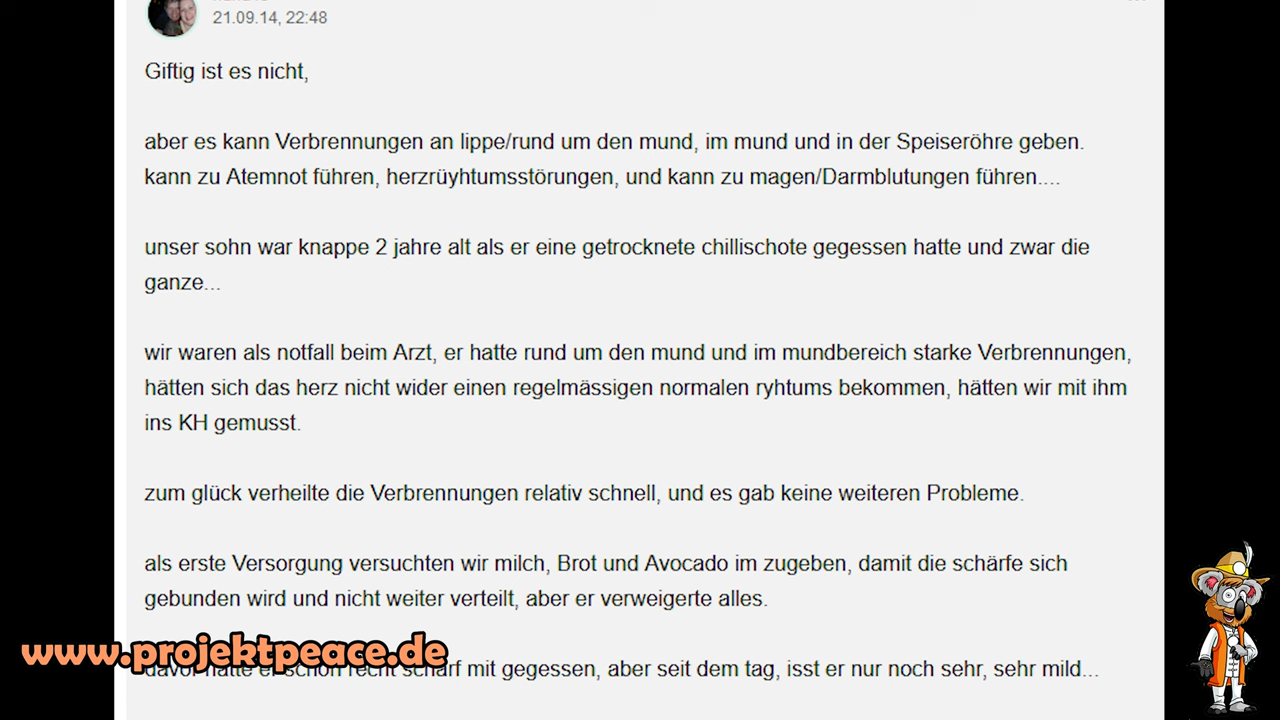 21.09.14, 22:48
Giftig ist es nicht,
aber es kann Verbrennungen an lippe/rund um den mund, im mund und in der Speiseröhre geben.
kann zu Atemnot führen, herzrüyhtumsstörungen, und kann zu magen/Darmblutungen führen....
unser sohn war knappe 2 jahre alt als er eine getrocknete chillischote gegessen hatte und zwar die
ganze...
wir waren als notfall beim Arzt, er hatte rund um den mund und im mundbereich starke Verbrennungen,
hätten sich das herz nicht wider einen regelmässigen normalen ryhtums bekommen, hätten wir mit ihm
ins KH gemusst.
zum glück verheilte die Verbrennungen relativ schnell, und es gab keine weiteren Probleme.
als erste Versorgung versuchten wir milch, Brot und Avocado im zugeben, damit die schärfe sich
gebunden wird und nicht weiter verteilt, aber er verweigerte alles.
davor hatte er schon recht scharf mit gegessen, aber seit dem tag, isst er nur noch sehr, sehr mild...
www.projektpeace.de